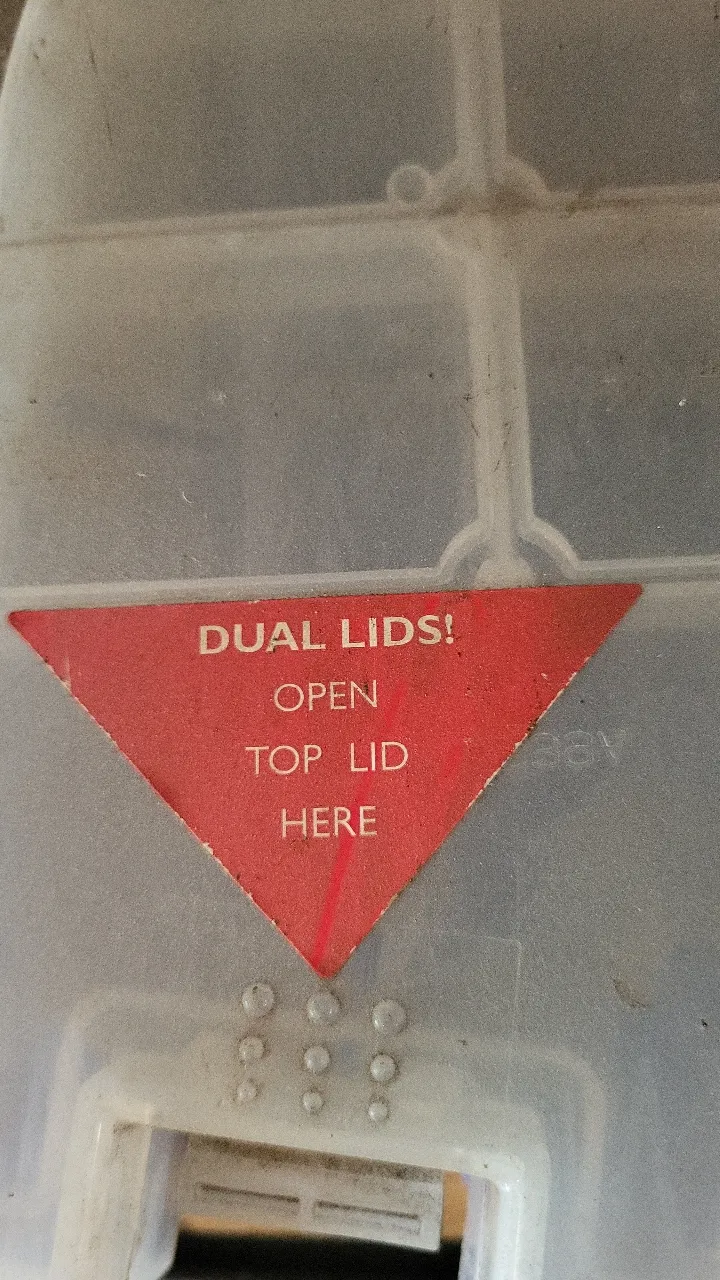 DUAL LIDS!
OPEN
TOP LID
HERE